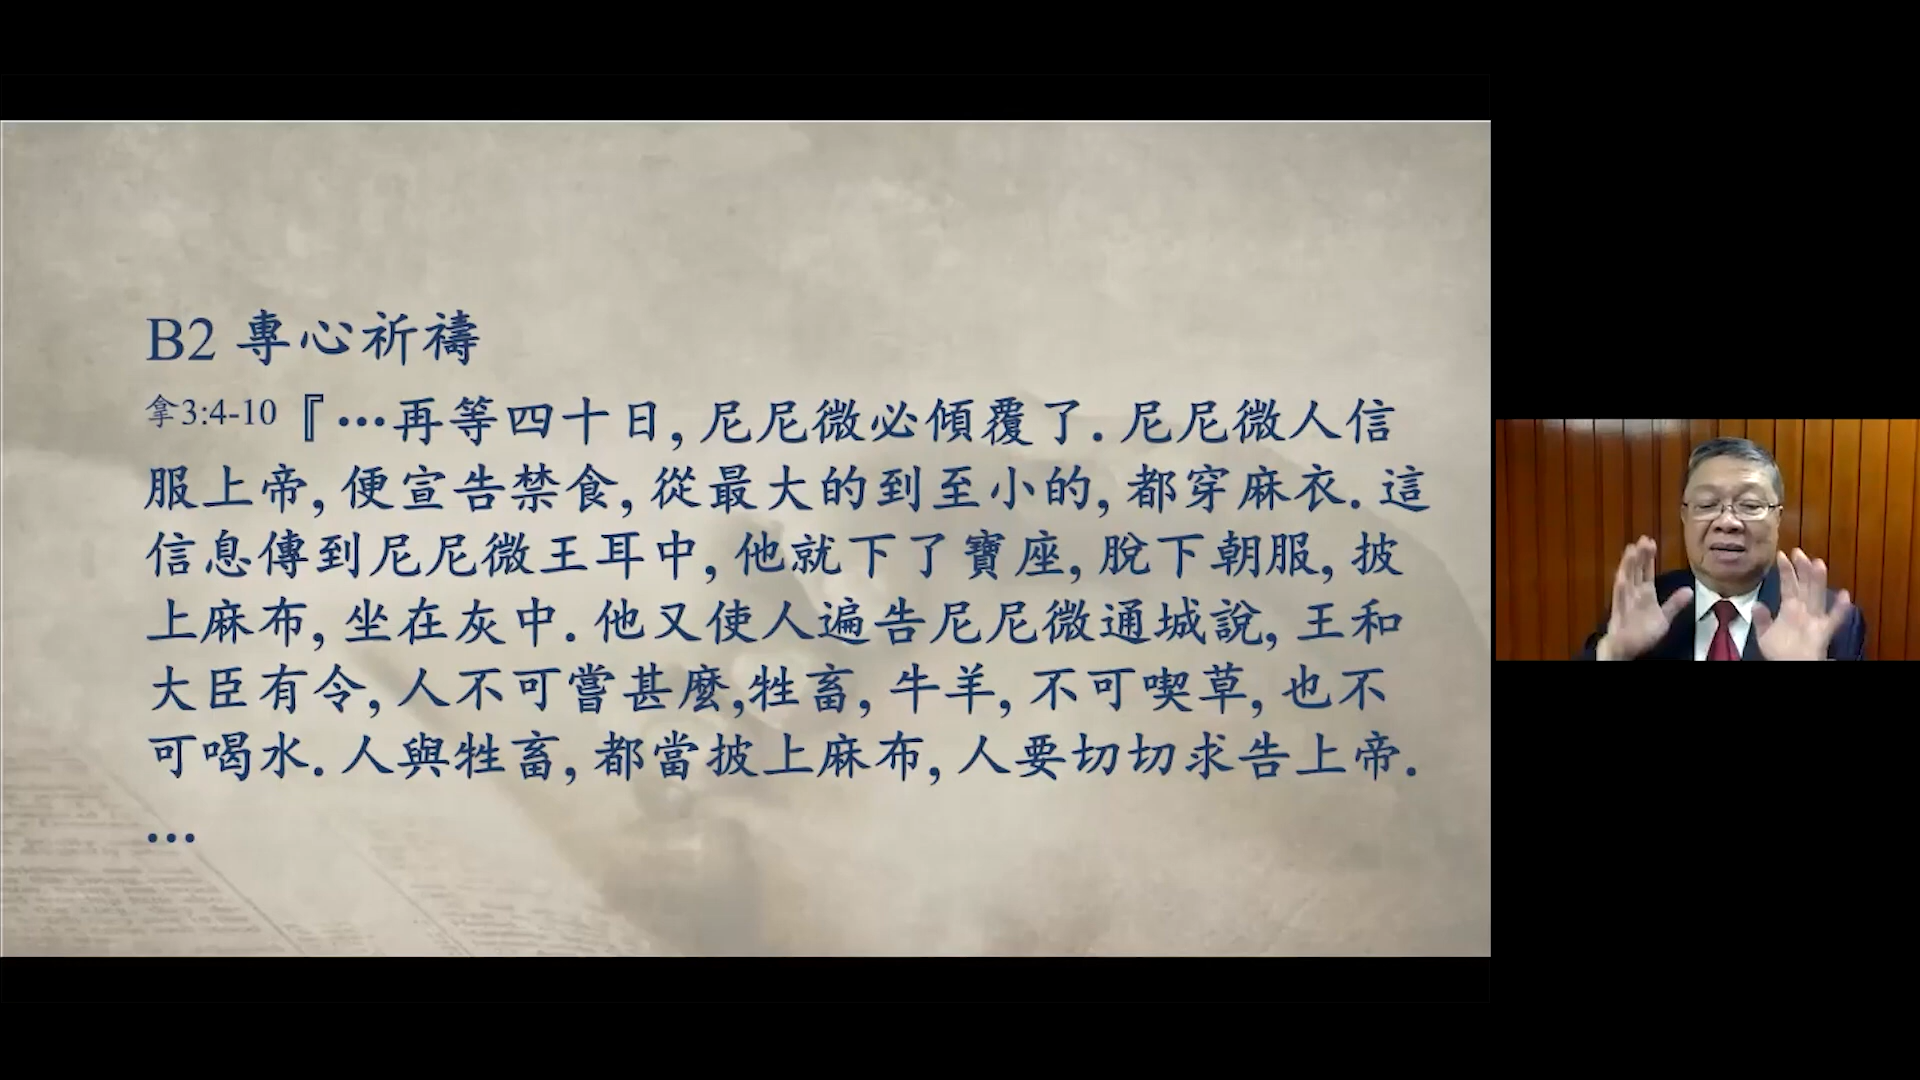 B2 專心祈禱
拿3:4-10『…再等四十日, 尼尼微必傾覆了. 尼尼微人信
服上帝, 便宣告禁食, 從最大的到至小的, 都穿麻衣. 這
信息傳到尼尼微王耳中, 他就下了寶座, 脫下朝服, 披
上麻布, 坐在灰中. 他又使人遍告尼尼微通城說, 王和
大臣有令, 人不可嘗甚麼,牲畜, 牛羊, 不可喫草, 也不
可喝水. 人與牲畜, 都當披上麻布, 人要切切求告上帝.
…